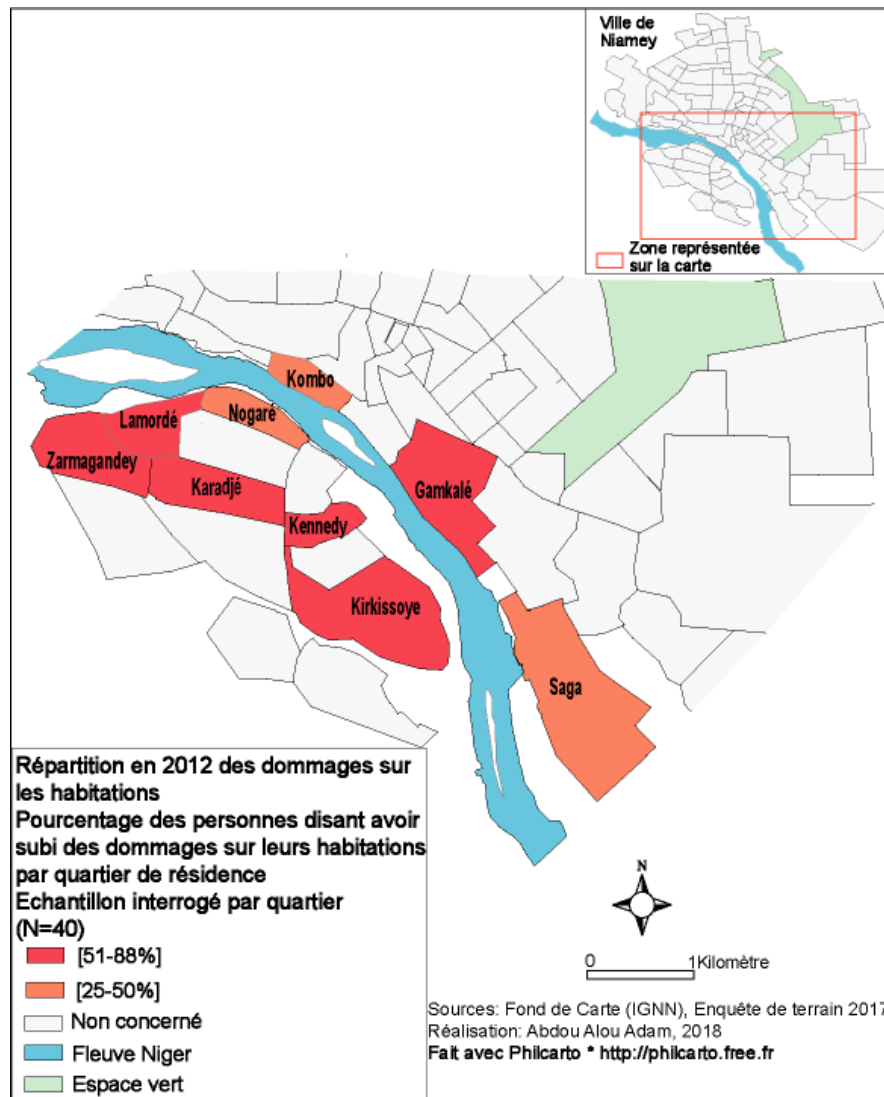 Ville de
Niamey
Zone représentée
sur la carte
Kombo
Nogaré
Lamordé
Zarmagandey
Karadjé
Gamkalé
Kennedy
Kirkissoye
Saga
Répartition en 2012 des dommages sur
les habitations
Pourcentage des personnes disant avoir
subi des dommages sur leurs habitations
par quartier de résidence
Echantillon interrogé par quartier
(N=40)
[51-88%]
[25-50%]
Non concerné
Fleuve Niger
Espace vert
N
0 1Kilomètre
Sources: Fond de Carte (IGNN), Enquête de terrain 2017
Réalisation: Abdou Alou Adam, 2018
Fait avec Philcarto * http://philcarto.free.fr